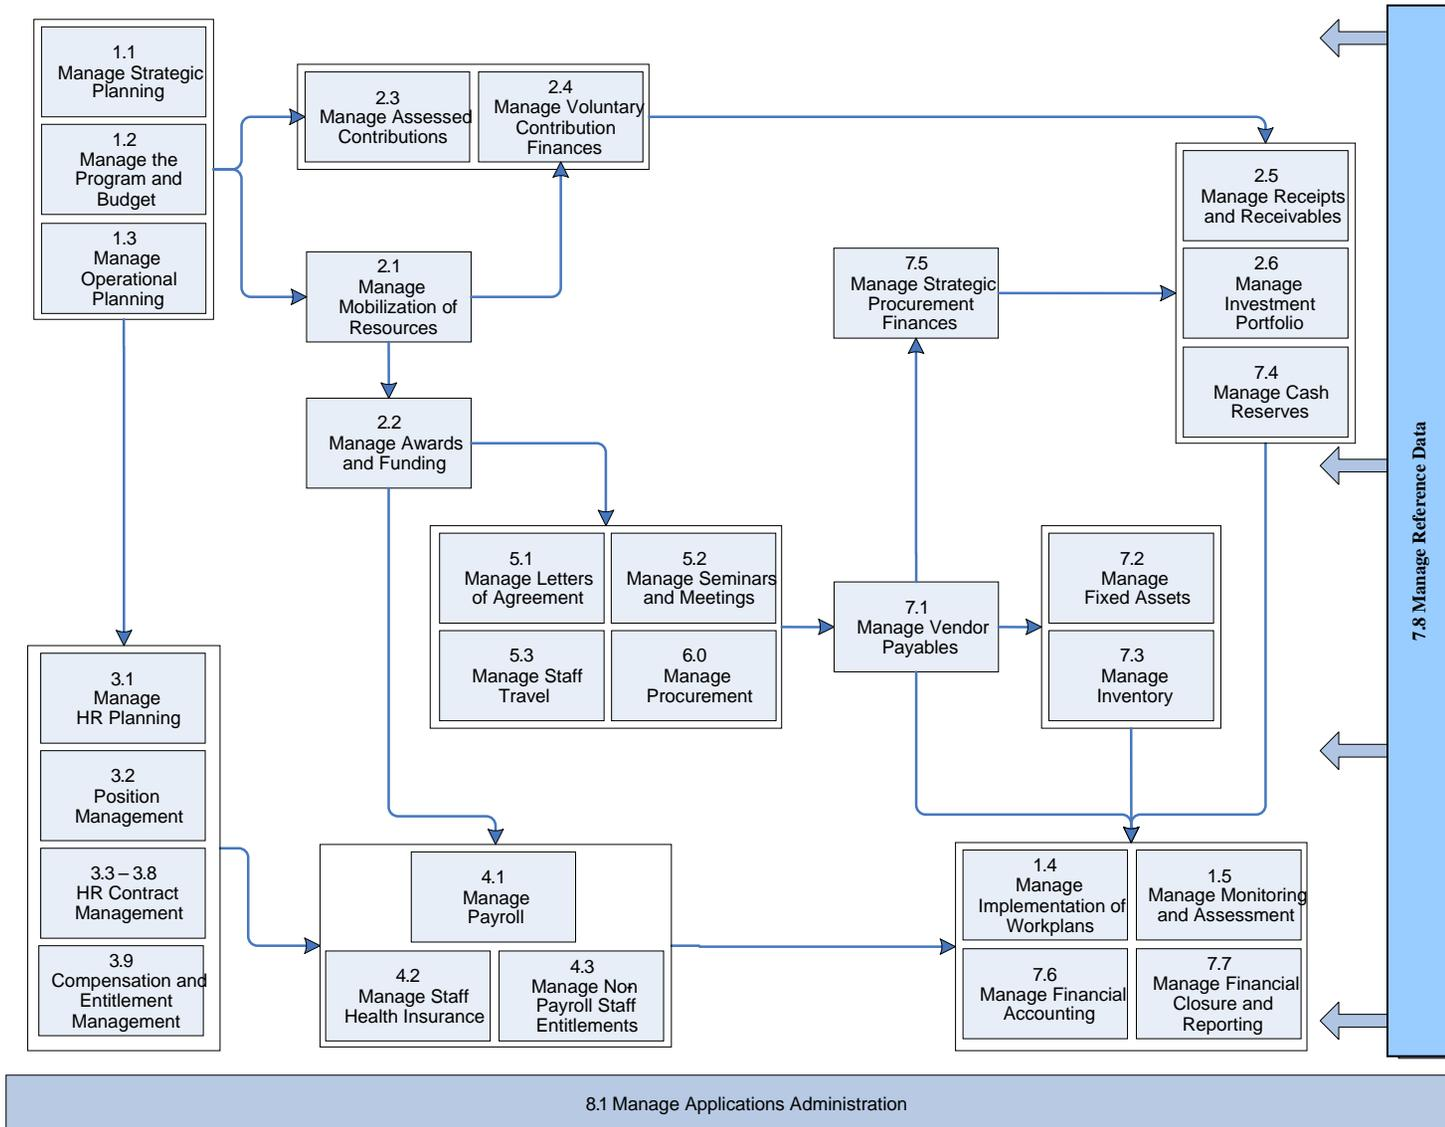 1.1
Manage Strategic
Planning
1.2
Manage the
Program and
Budget
1.3
Manage
Operational
Planning
2.3
Manage Assessed
Contributions
2.4
Manage Voluntary
Contribution
Finances
2.1
Manage
Mobilization of
Resources
2.2
Manage Awards
and Funding
7.5
Manage Strategic
Procurement
Finances
2.5
Manage Receipts
and Receivables
2.6
Manage
Investment
Portfolio
7.4
Manage Cash
Reserves
5.1
Manage Letters
of Agreement
5.2
Manage Seminars
and Meetings
5.3
Manage Staff
Travel
6.0
Manage
Procurement
7.1
Manage Vendor
Payables
7.2
Manage
Fixed Assets
7.3
Manage
Inventory
3.1
Manage
HR Planning
3.2
Position
Management
3.3 – 3.8
HR Contract
Management
3.9
Compensation and
Entitlement
Management
4.1
Manage
Payroll
4.2
Manage Staff
Health Insurance
4.3
Manage Non-
Payroll Staff
Entitlements
1.4
Manage
Implementation of
Workplans
1.5
Manage Monitoring
and Assessment
7.6
Manage Financial
Accounting
7.7
Manage Financial
Closure and
Reporting
7.8 Manage Reference Data
8.1 Manage Applications Administration